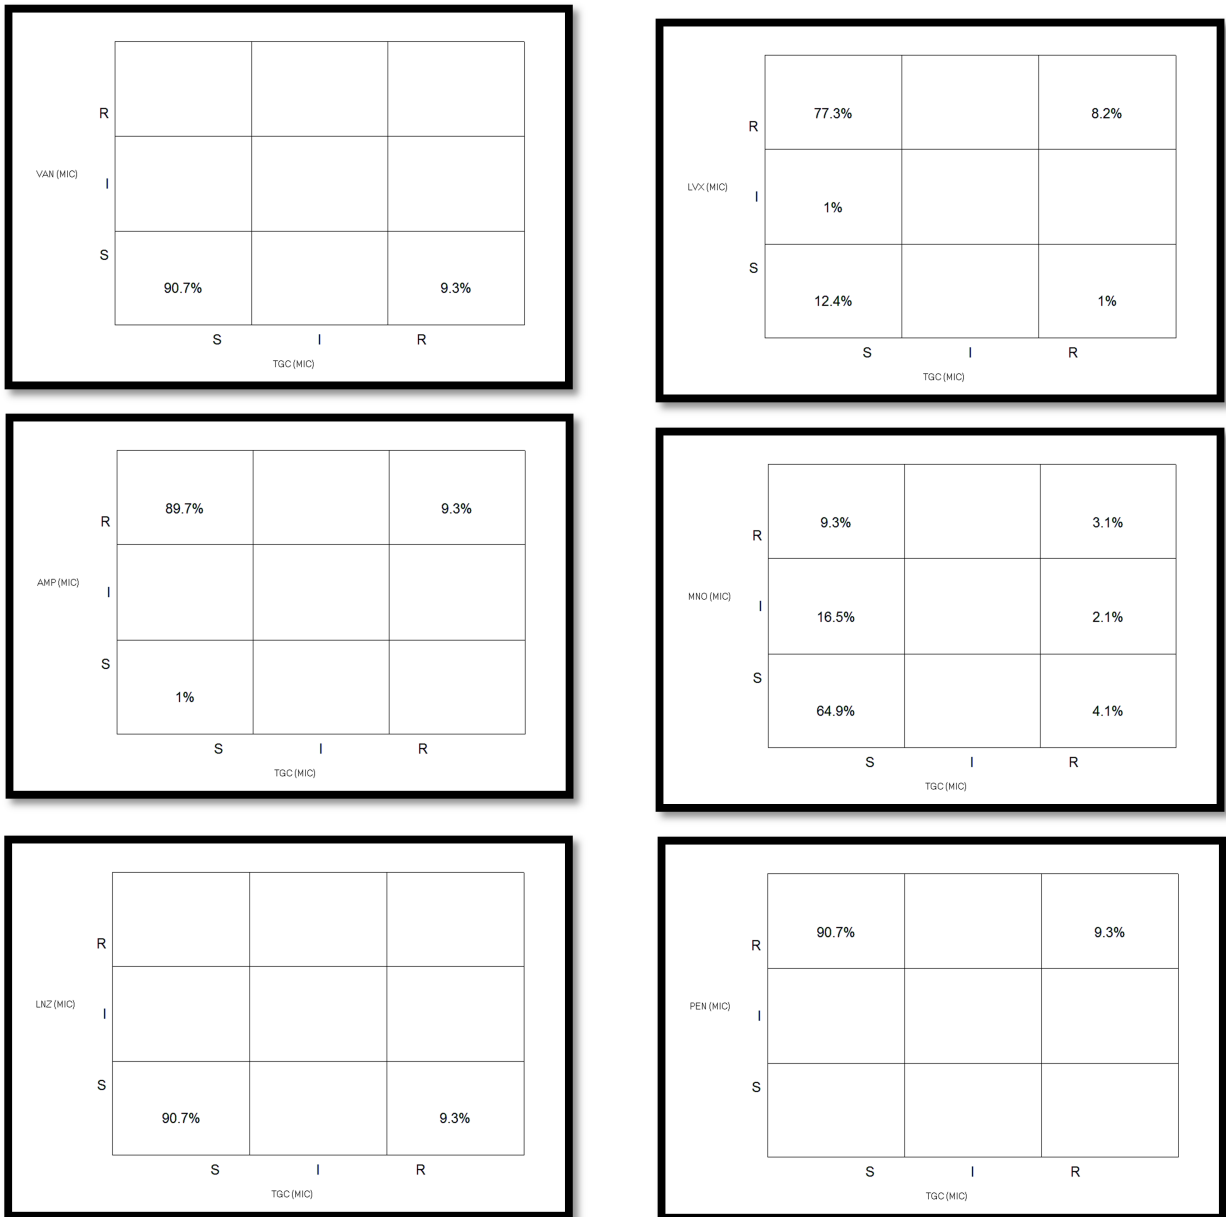 R
VAN (MIC)
I
S
90.7% 9.3%
S I R
TGC (MIC)
77.3% 8.2%
R
LVX (MIC)
I
1%
S
12.4% 1%
S I R
TGC (MIC)
89.7% 9.3%
R
AMP (MIC)
I
S
1%
S I R
TGC (MIC)
9.3% 3.1%
R
MNO (MIC)
I
16.5% 2.1%
S
64.9% 4.1%
S I R
TGC (MIC)
R
LNZ (MIC)
I
S
90.7% 9.3%
S I R
TGC (MIC)
90.7% 9.3%
R
PEN (MIC)
I
S
S I R
TGC (MIC)